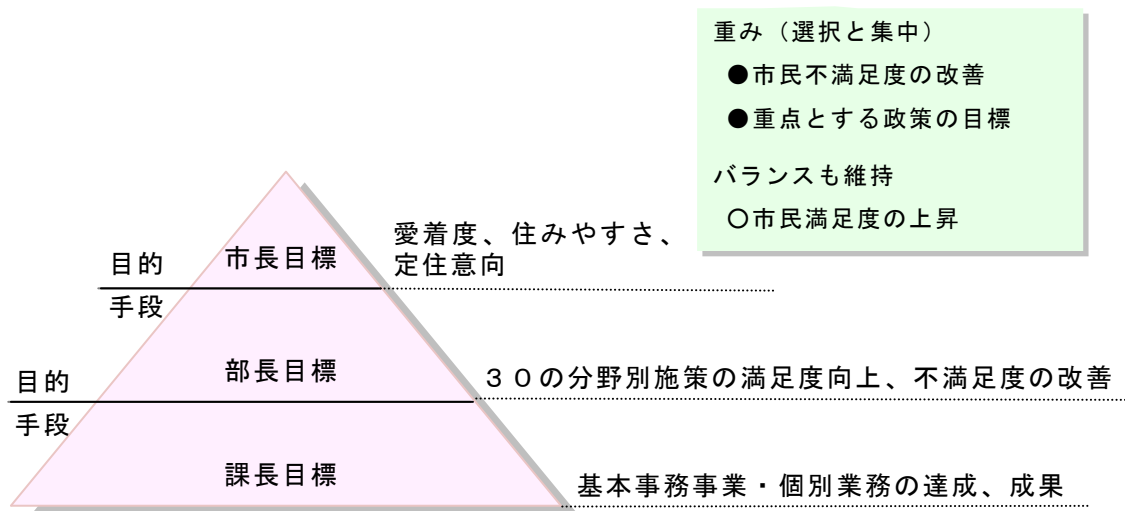 重み（選択と集中）
●市民不満足度の改善
●重点とする政策の目標
バランスも維持
〇市民満足度の上昇
愛着度、住みやすさ、
定住意向
目的
市長目標
手段
部長目標
３０の分野別施策の満足度向上、不満足度の改善
目的
手段
課長目標
基本事務事業・個別業務の達成、成果